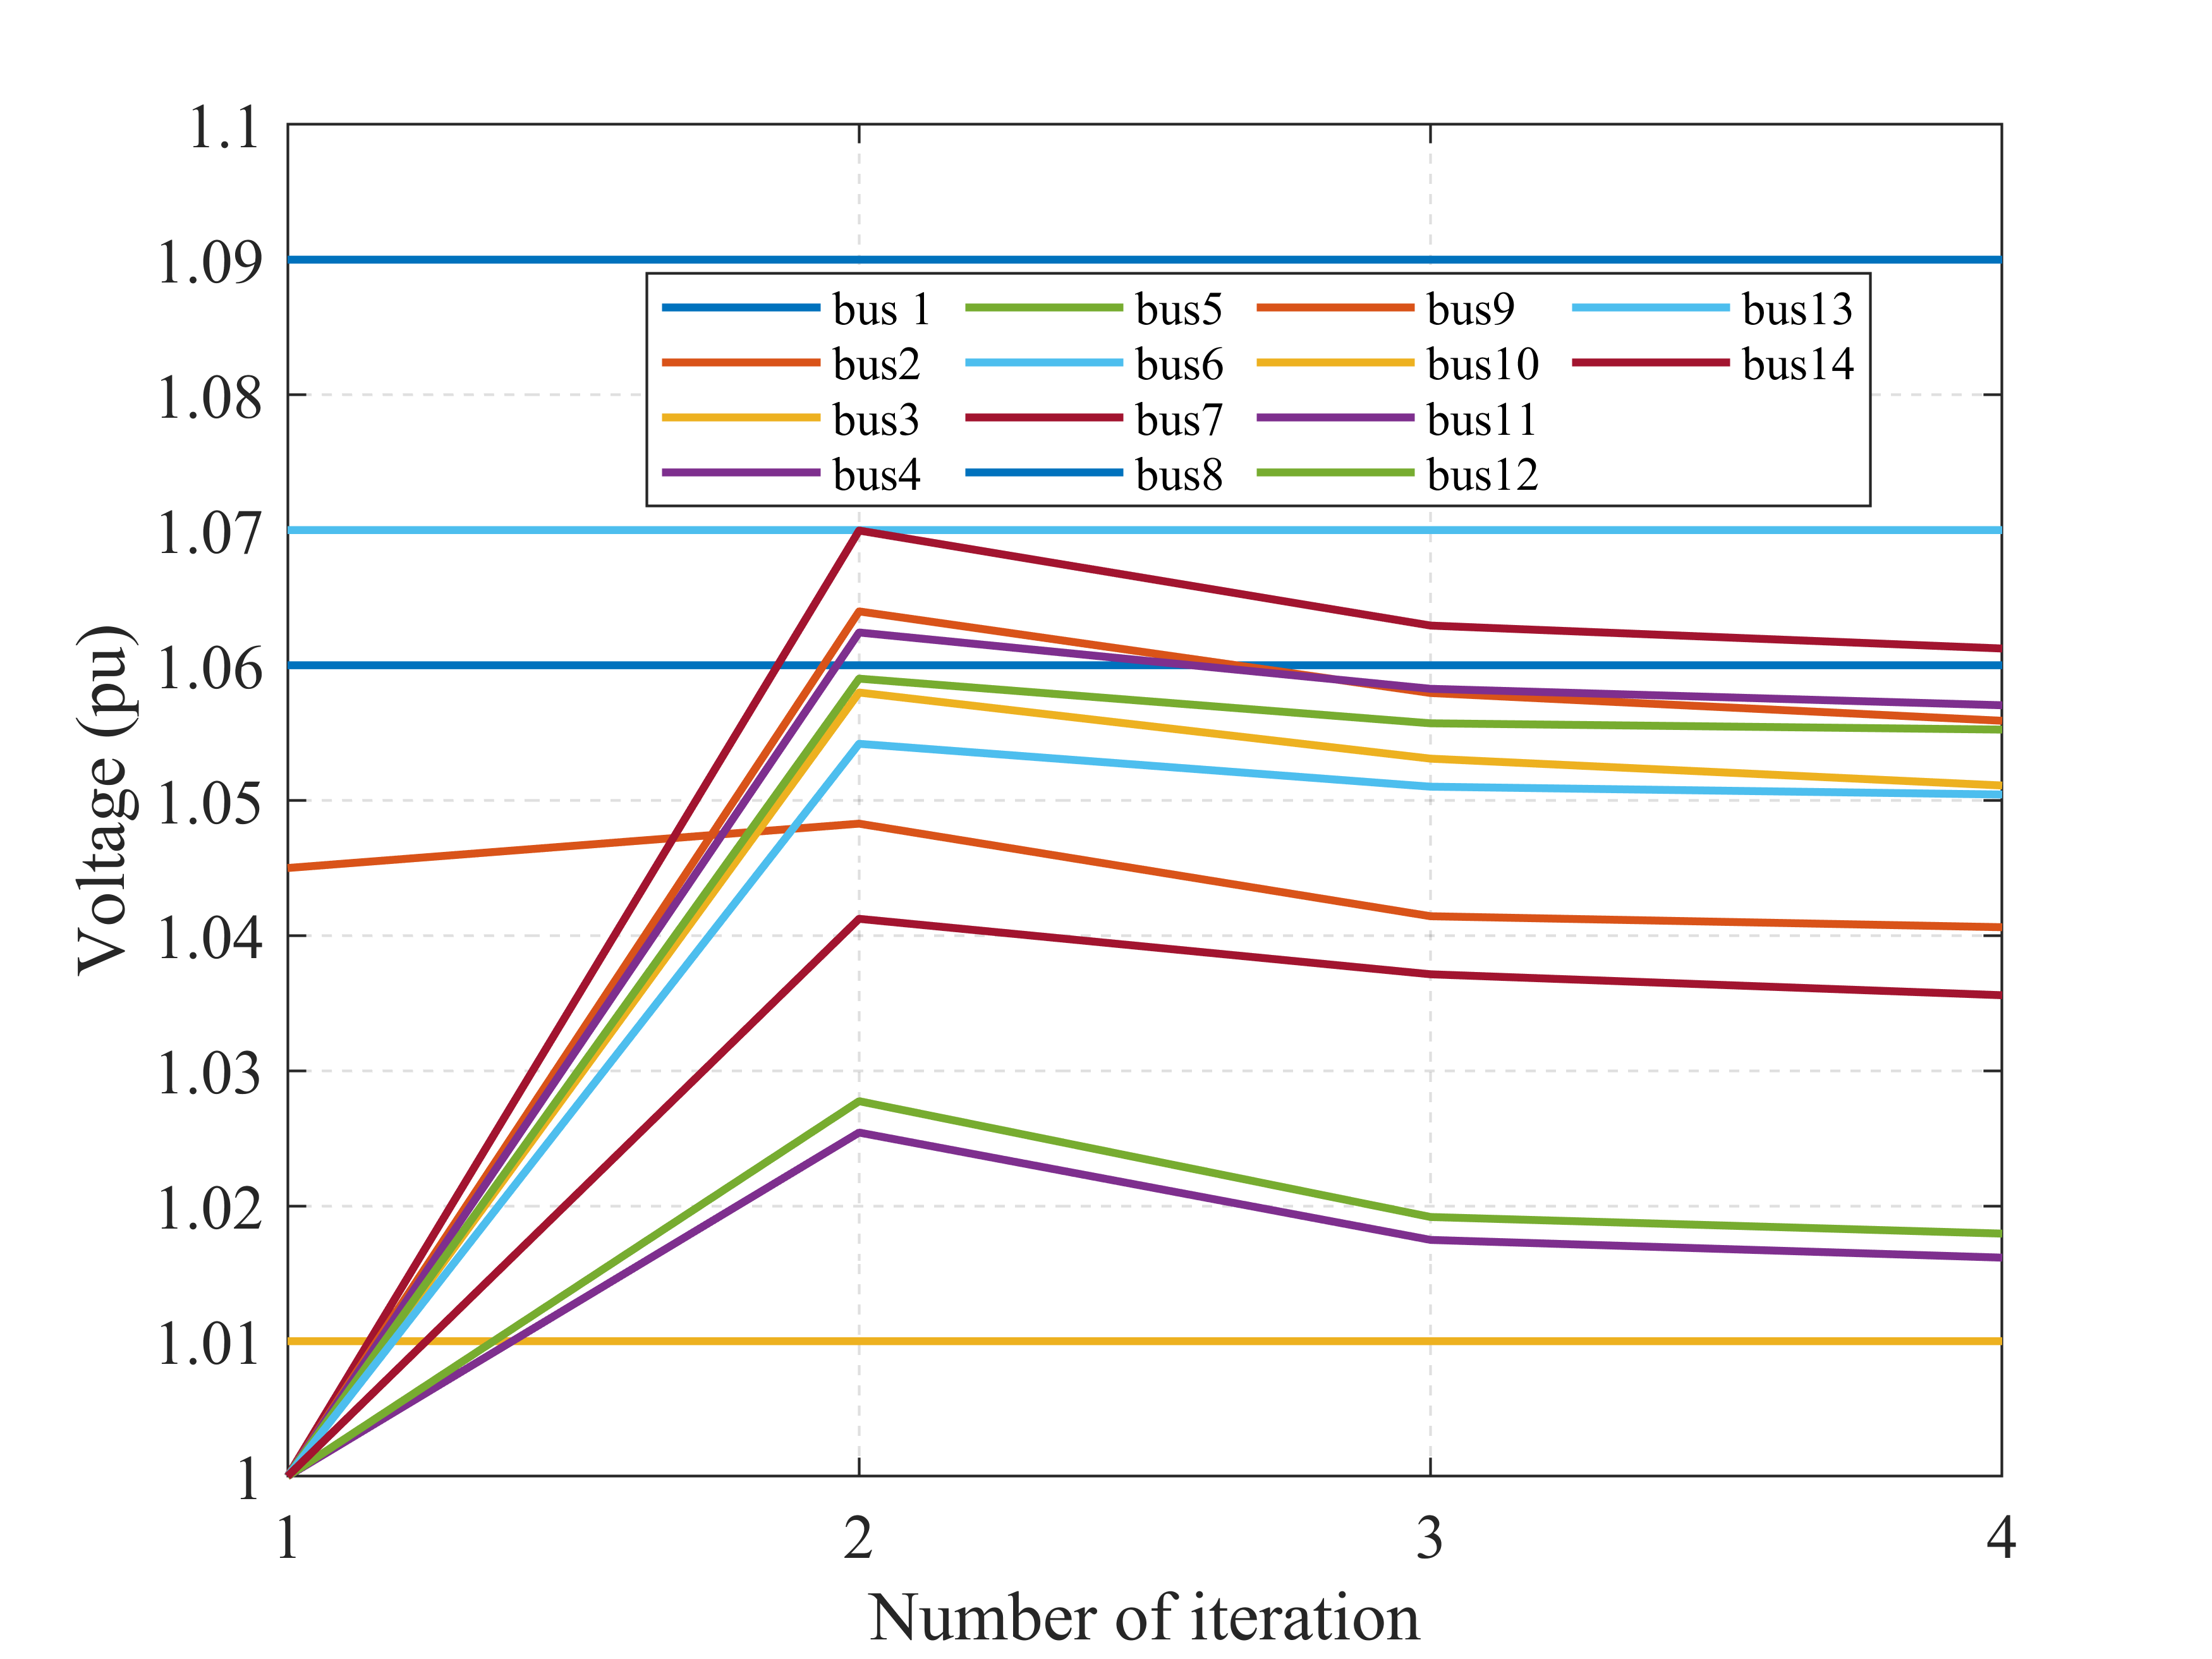 1.1
1.09
1.08
1.07
1.06
1.05
1.04
1.03
1.02
1.01
1
Voltage (pu)
bus 1 bus5 bus9 bus13
bus2 bus6 bus10 bus14
bus3 bus7 bus11
bus4 bus8 bus12
1 2 3 4
Number of iteration